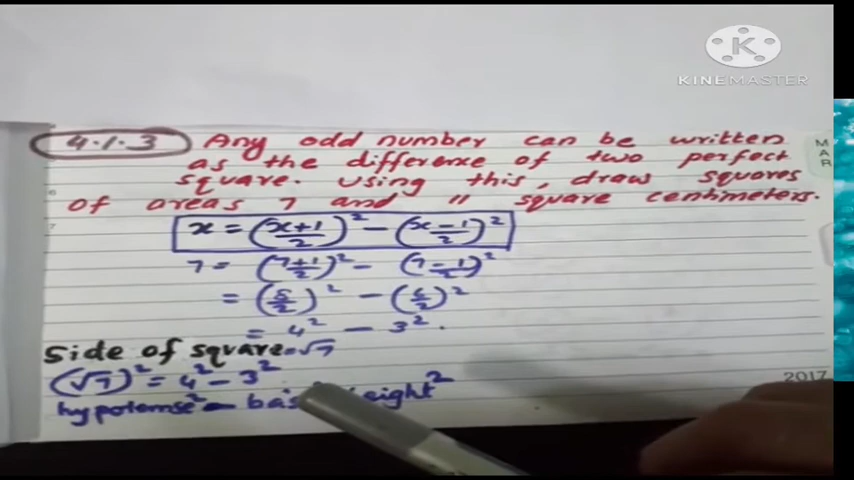 KINEMASTER
4.1.3 Any odd number can be written
as the difference of two perfect
square. Using this, draw squares
of areas 7 and 11 square centimeters.
x = (x+1/2)² - (x-1/2)²
7 = (7+1/2)² - (7-1/2)²
= (8/2)² - (6/2)²
= 4² - 3².
Side of square = √7
(√7)² = 4² - 3²
MAR
2017